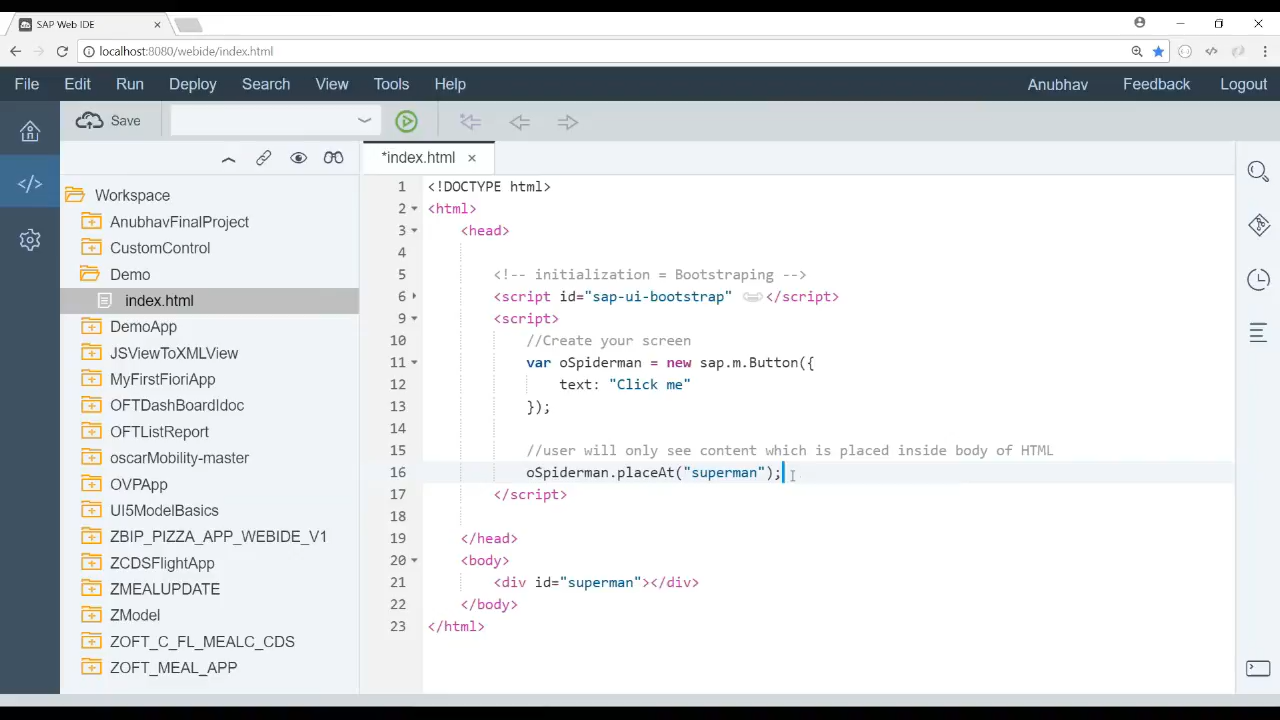 SAP Web IDE
localhost:8080/webide/index.html
File Edit Run Deploy Search View Tools Help Anubhav Feedback Logout
Save
*index.html
Workspace
AnubhavFinalProject
CustomControl
Demo
index.html
DemoApp
JSViewToXMLView
MyFirstFioriApp
OFTDashBoardIdoc
OFTListReport
oscarMobility-master
OVPApp
UI5ModelBasics
ZBIP_PIZZA_APP_WEBIDE_V1
ZCDSFlightApp
ZMEALUPDATE
ZModel
ZOFT_C_FL_MEALC_CDS
ZOFT_MEAL_APP
1 <!DOCTYPE html>
2 <html>
3 <head>
4
5 <!-- initialization = Bootstraping -->
6 <script id="sap-ui-bootstrap" </script>
9 <script>
10 //Create your screen
11 var oSpiderman = new sap.m.Button({
12 text: "Click me"
13 });
14
15 //user will only see content which is placed inside body of HTML
16 oSpiderman.placeAt("superman");
17 </script>
18
19 </head>
20 <body>
21 <div id="superman"></div>
22 </body>
23 </html>